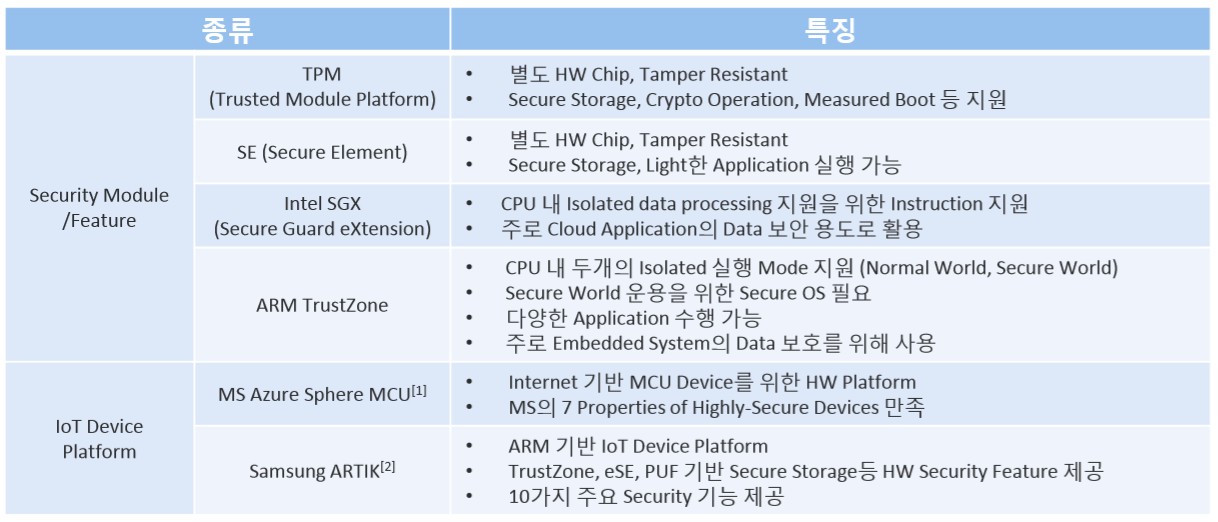 종류
특징
Security Module
/Feature
TPM
(Trusted Module Platform)
• 별도 HW Chip, Tamper Resistant
• Secure Storage, Crypto Operation, Measured Boot 등 지원
SE (Secure Element)
• 별도 HW Chip, Tamper Resistant
• Secure Storage, Light한 Application 실행 가능
Intel SGX
(Secure Guard eXtension)
• CPU 내 Isolated data processing 지원을 위한 Instruction 지원
• 주로 Cloud Application의 Data 보안 용도로 활용
ARM TrustZone
• CPU 내 두개의 Isolated 실행 Mode 지원 (Normal World, Secure World)
• Secure World 운용을 위한 Secure OS 필요
• 다양한 Application 수행 가능
• 주로 Embedded System의 Data 보호를 위해 사용
IoT Device
Platform
MS Azure Sphere MCU[1]
• Internet 기반 MCU Device를 위한 HW Platform
• MS의 7 Properties of Highly-Secure Devices 만족
Samsung ARTIK[2]
• ARM 기반 IoT Device Platform
• TrustZone, eSE, PUF 기반 Secure Storage등 HW Security Feature 제공
• 10가지 주요 Security 기능 제공